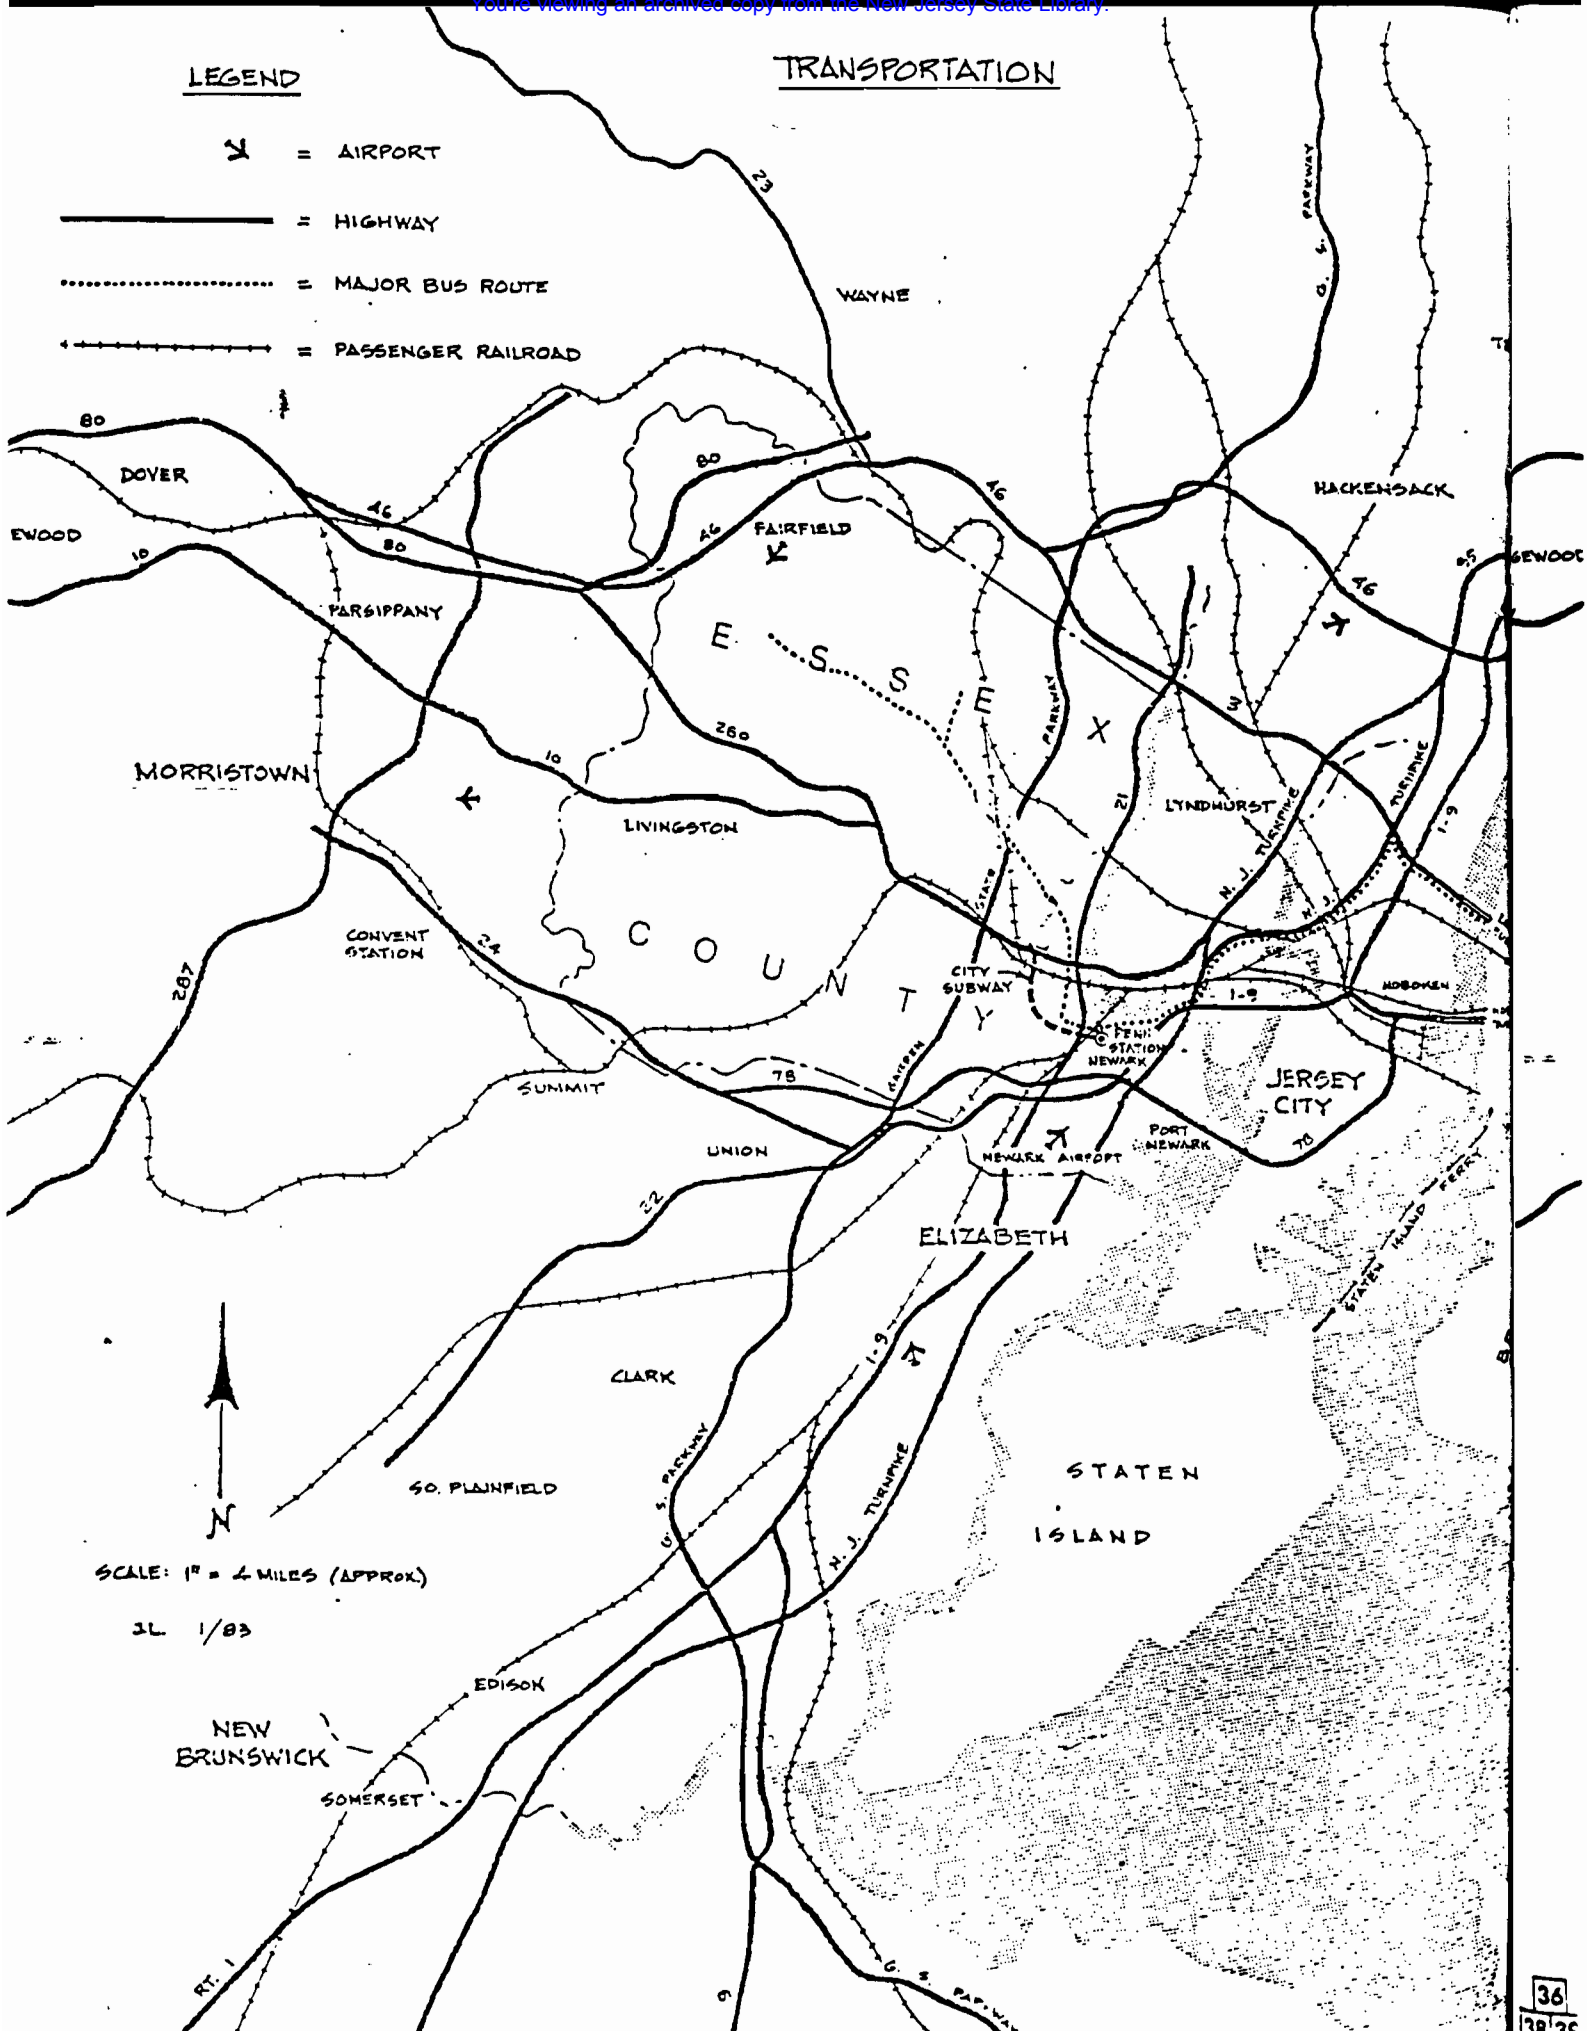 You're viewing an archived copy from the New Jersey State Library.
LEGEND
TRANSPORTATION
= AIRPORT
= HIGHWAY
= MAJOR BUS ROUTE
= PASSENGER RAILROAD
23
G. S. PARKWAY
WAYNE
80
DOVER
80
46
HACKENSACK
46
FAIRFIELD
46
EWOOD
10
80
95
GEWOOD
46
PARSIPPANY
ESSEX
PARKWAY
3
280
10
MORRISTOWN
TURNPIKE
21
LYNDHURST
N. J. TURNPIKE
1-9
LIVINGSTON
STATE
N. J.
COUNTY
CONVENT
STATION
24
287
CITY
SUBWAY
1-9
HOBOKEN
PENN
STATION
NEWARK
GARDEN
78
SUMMIT
JERSEY
CITY
PORT
NEWARK
78
UNION
NEWARK AIRPORT
22
STATEN ISLAND FERRY
ELIZABETH
1-9
CLARK
S. PARKWAY
N. J. TURNPIKE
SO. PLAINFIELD
STATEN
ISLAND
N
SCALE: 1" = 4 MILES (APPROX.)
1/83
EDISON
NEW
BRUNSWICK
SOMERSET
RT. 1
9
G. S. PARKWAY
36